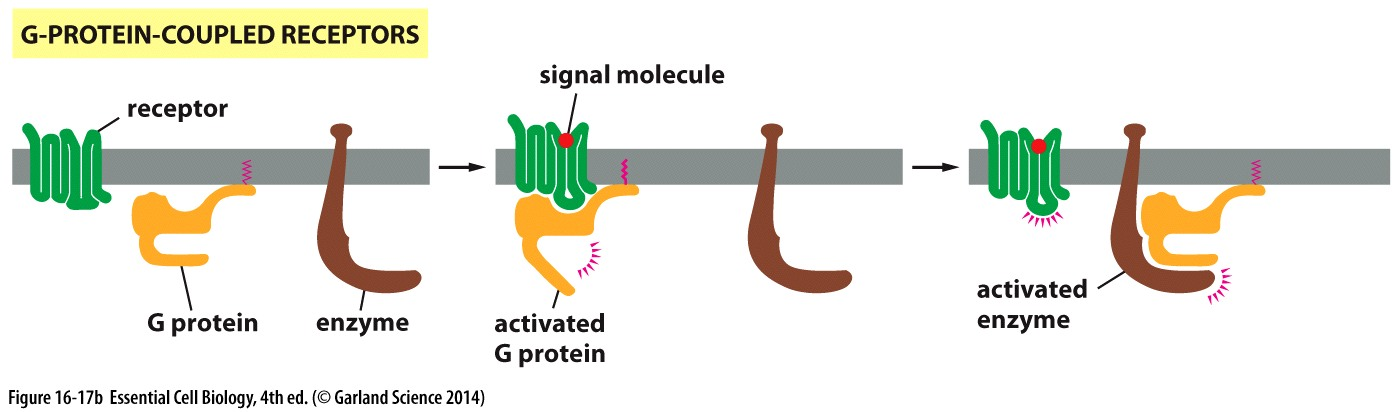 G-PROTEIN-COUPLED RECEPTORS
signal molecule
receptor
G protein
enzyme
activated
G protein
activated
enzyme
Figure 16-17b Essential Cell Biology, 4th ed. (© Garland Science 2014)